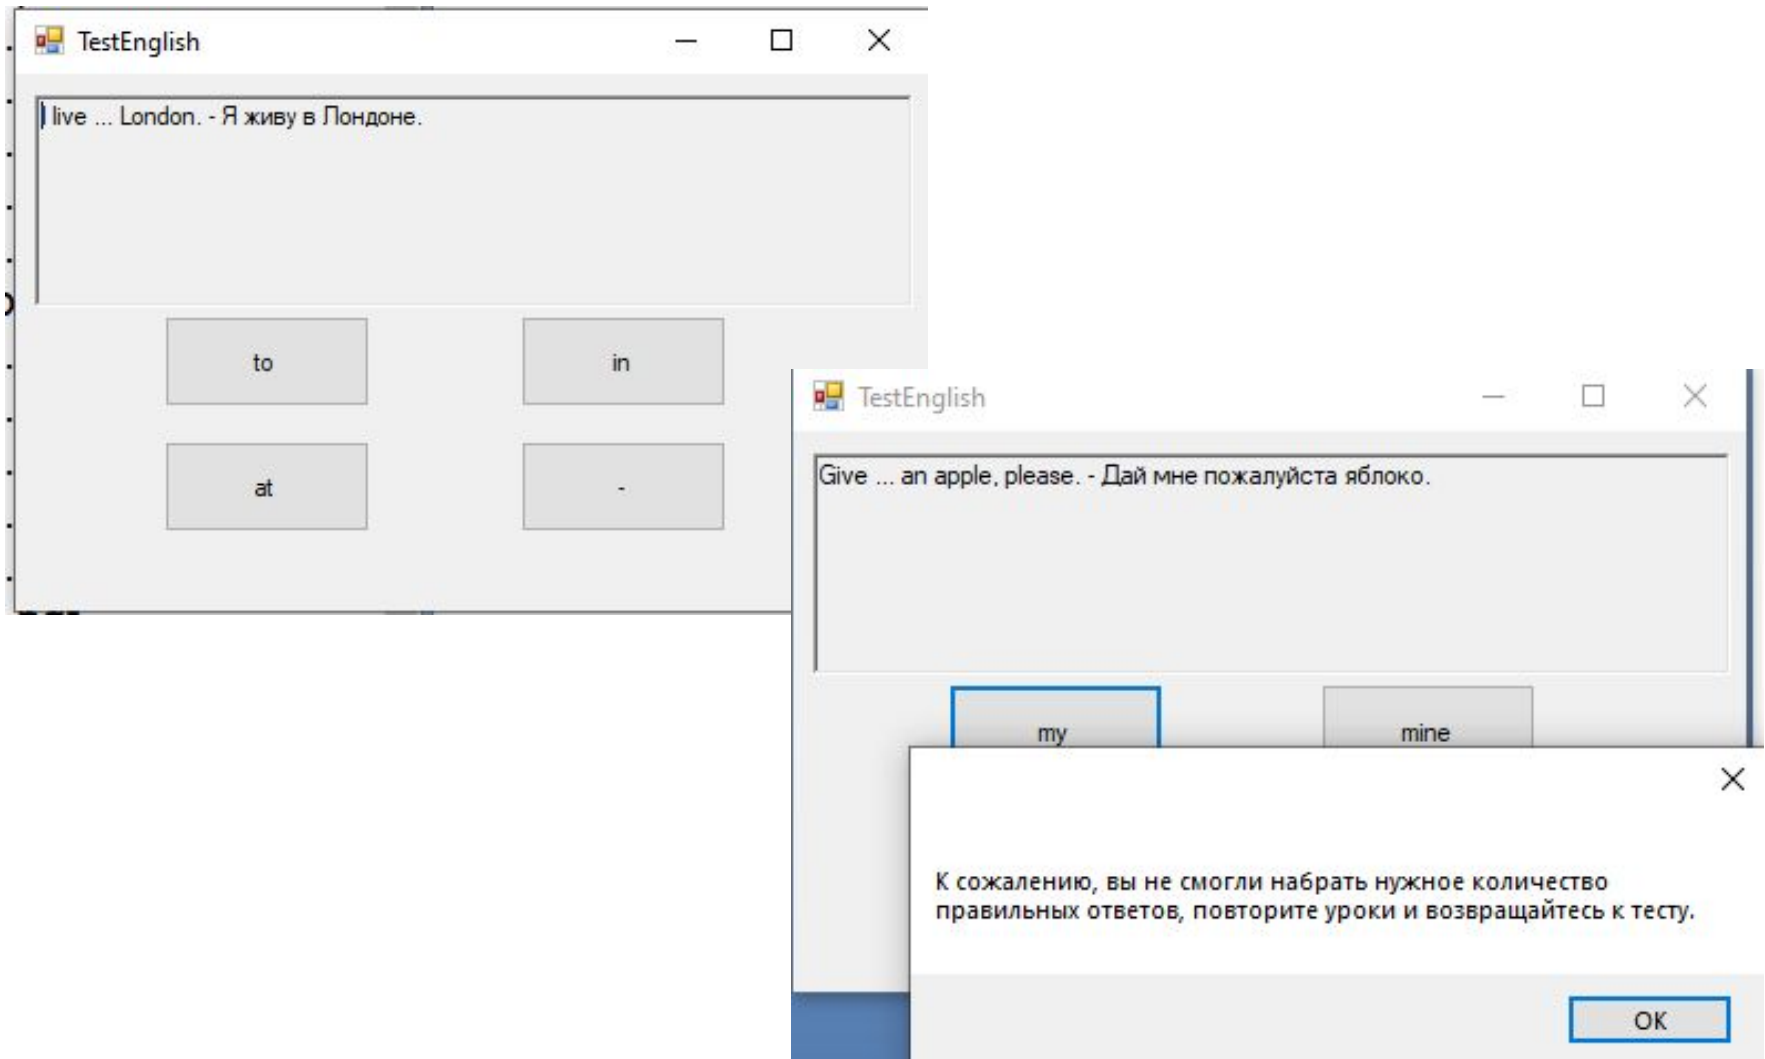 TestEnglish
I live ... London. - Я живу в Лондоне.
to
in
at
-
TestEnglish
Give ... an apple, please. - Дай мне пожалуйста яблоко.
my
mine
К сожалению, вы не смогли набрать нужное количество
правильных ответов, повторите уроки и возвращайтесь к тесту.
OK